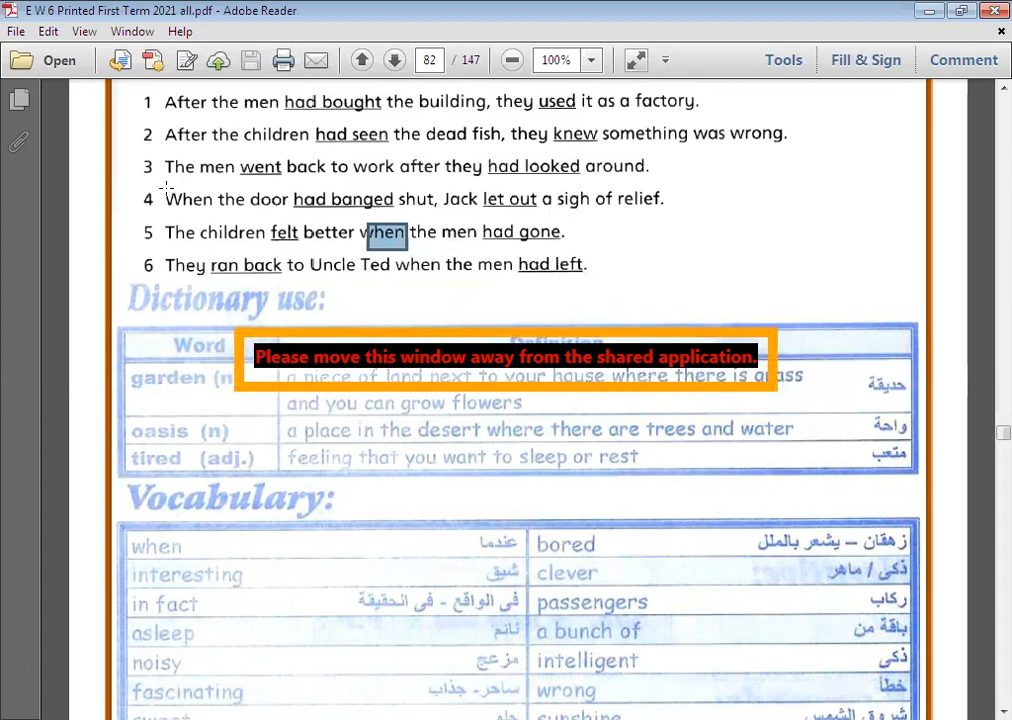 E W 6 Printed First Term 2021 all.pdf - Adobe Reader
File Edit View Window Help
Open 82 / 147 100% Tools Fill & Sign Comment
1 After the men had bought the building, they used it as a factory.
2 After the children had seen the dead fish, they knew something was wrong.
3 The men went back to work after they had looked around.
4 When the door had banged shut, Jack let out a sigh of relief.
5 The children felt better when the men had gone.
6 They ran back to Uncle Ted when the men had left.
Dictionary use:
Word Definition
Please move this window away from the shared application.
garden (n) a piece of land next to your house where there is grass حديقة
and you can grow flowers
oasis (n) a place in the desert where there are trees and water واحة
tired (adj.) feeling that you want to sleep or rest متعب
Vocabulary:
when عندما bored زهقان – يشعر بالملل
interesting شيق clever ذكى / ماهر
in fact فى الواقع - فى الحقيقة passengers ركاب
asleep نائم a bunch of باقة من
noisy مزعج intelligent ذكى
fascinating ساحر- جذاب wrong خطأ
sweet حلو sunshine شروق الشمس